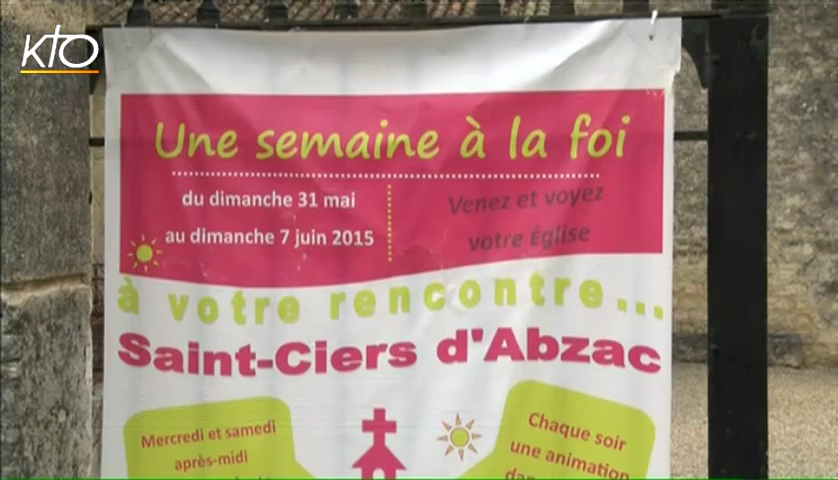 KTO
Une semaine à la foi
du dimanche 31 mai
au dimanche 7 juin 2015
Venez et voyez
votre Église
à votre rencontre...
Saint-Ciers d'Abzac
Mercredi et samedi
après-midi
Chaque soir
une animation